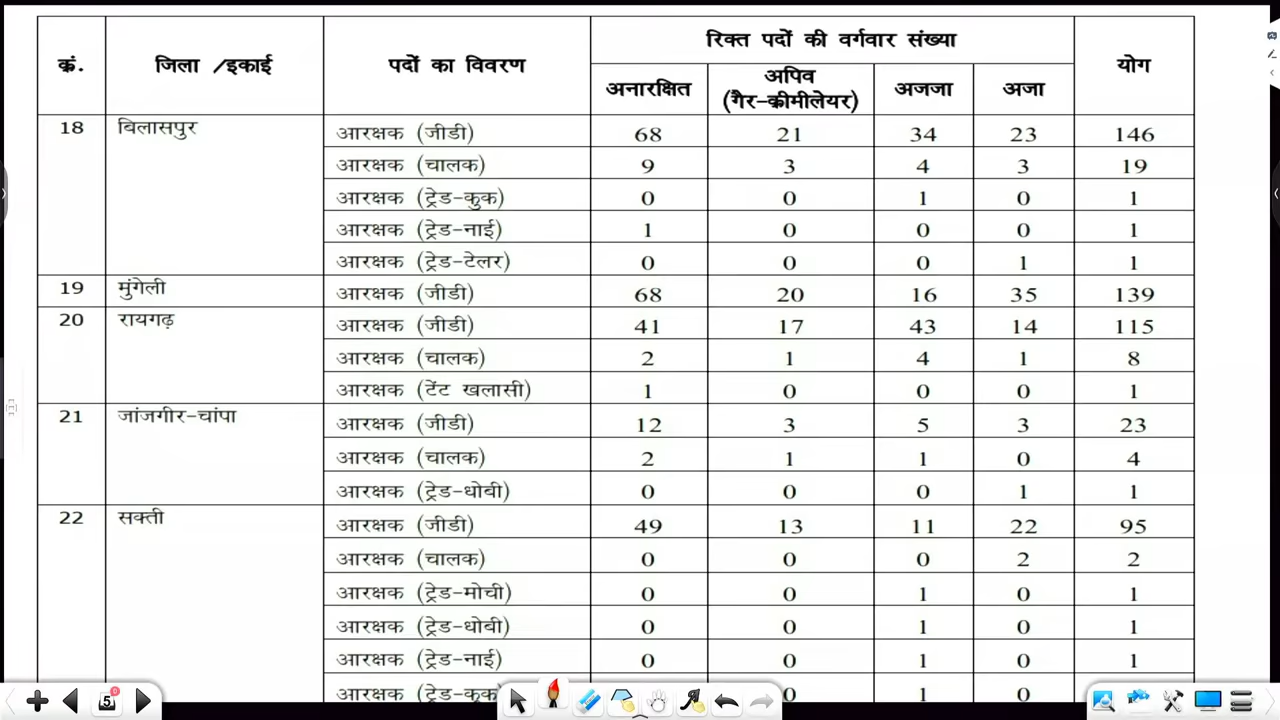 क्रं. जिला /इकाई पदों का विवरण रिक्त पदों की वर्गवार संख्या योग
अनारक्षित अपिव (गैर-क्रीमीलेयर) अजजा अजा
18 बिलासपुर आरक्षक (जीडी) 68 21 34 23 146
आरक्षक (चालक) 9 3 4 3 19
आरक्षक (ट्रेड-कुक) 0 0 1 0 1
आरक्षक (ट्रेड-नाई) 1 0 0 0 1
आरक्षक (ट्रेड-टेलर) 0 0 0 1 1
19 मुंगेली आरक्षक (जीडी) 68 20 16 35 139
20 रायगढ़ आरक्षक (जीडी) 41 17 43 14 115
आरक्षक (चालक) 2 1 4 1 8
आरक्षक (टेंट खलासी) 1 0 0 0 1
21 जांजगीर-चांपा आरक्षक (जीडी) 12 3 5 3 23
आरक्षक (चालक) 2 1 1 0 4
आरक्षक (ट्रेड-धोबी) 0 0 0 1 1
22 सक्ती आरक्षक (जीडी) 49 13 11 22 95
आरक्षक (चालक) 0 0 0 2 2
आरक्षक (ट्रेड-मोची) 0 0 1 0 1
आरक्षक (ट्रेड-धोबी) 0 0 1 0 1
आरक्षक (ट्रेड-नाई) 0 0 1 0 1
आरक्षक (ट्रेड-कुक) 0 1 0
5 0